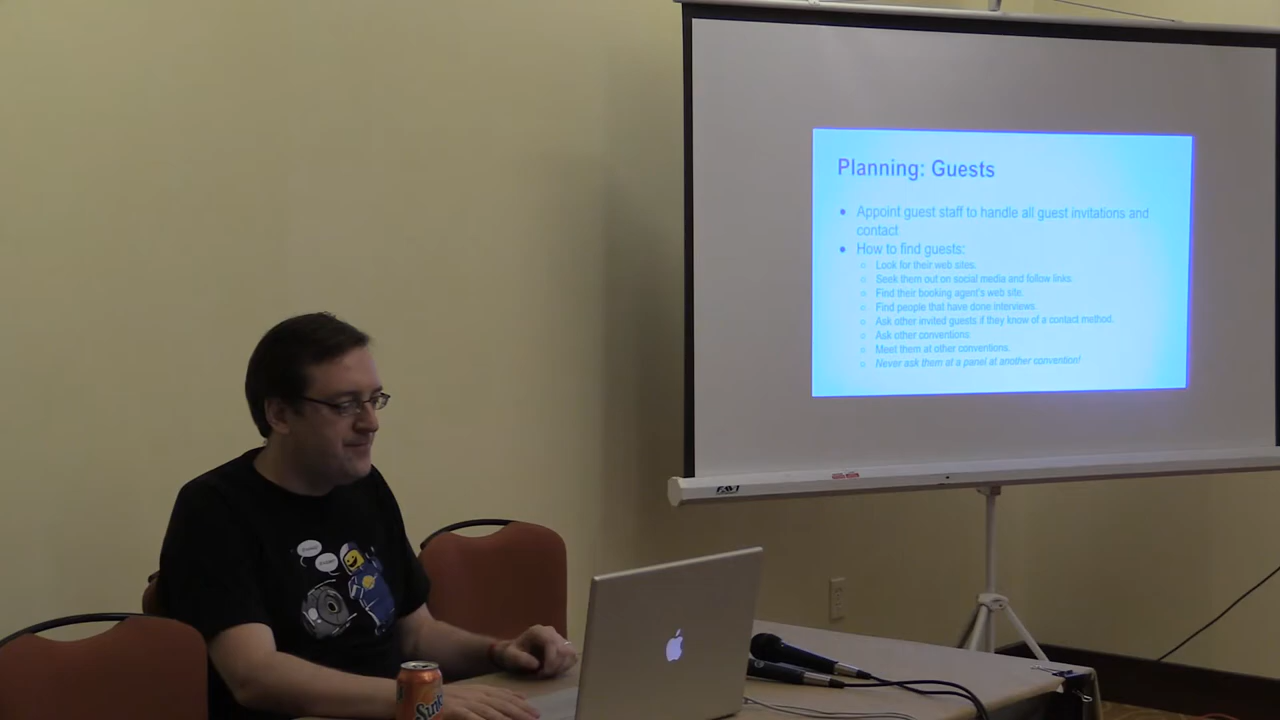 Planning: Guests
Appoint guest staff to handle all guest invitations and
contact
How to find guests:
Look for their web sites.
Seek them out on social media and follow links.
Find their booking agent's web site.
Find people that have done interviews.
Ask other invited guests if they know of a contact method.
Ask other conventions
Meet them at other conventions.
Never ask them at a panel at another convention!
FAVI